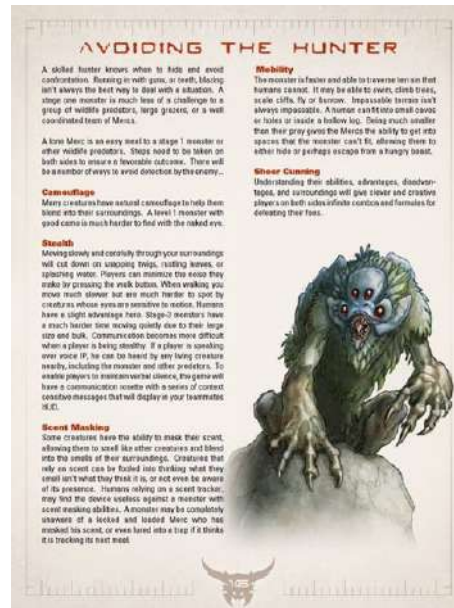 AVOIDING THE HUNTER
A skilled hunter knows when to hide and avoid
confrontation. Running in with guns, or teeth, blazing
isn't always the best way to deal with a situation. A
stage one monster is much less of a challenge to a
group of wildlife predators, large grazers, or a well
coordinated team of Mercs.
A lone Merc is an easy meal to a stage 1 monster or
other wildlife predators. Steps need to be taken on
both sides to ensure a favorable outcome. There will
be a number of ways to avoid detection by the enemy...
Camouflage
Many creatures have natural camouflage to help them
blend into their surroundings. A level 1 monster with
good camo is much harder to find with the naked eye.
Stealth
Moving slowly and carefully through your surroundings
will cut down on snapping twigs, rustling leaves, or
splashing water. Players can minimize the noise they
make by pressing the walk button. When walking you
move much slower but are much harder to spot by
creatures whose eyes are sensitive to motion. Humans
have a slight advantage here. Stage-3 monsters have
a much harder time moving quietly due to their large
size and bulk. Communication becomes more difficult
when a player is being stealthy. If a player is speaking
over voice IP, he can be heard by any living creature
nearby, including the monster and other predators. To
enable players to maintain verbal silence, the game will
have a communication rosette with a series of context
sensitive messages that will display in your teammates
HUD.
Scent Masking
Some creatures have the ability to mask their scent,
allowing them to smell like other creatures and blend
into the smells of their surroundings. Creatures that
rely on scent can be fooled into thinking what they
smell isn't what they think it is, or not even be aware
of its presence. Humans relying on a scent tracker,
may find the device useless against a monster with
scent masking abilities. A monster may be completely
unaware of a locked and loaded Merc who has
masked his scent, or even lured into a trap if it thinks
it is tracking its next meal.
Mobility
The monster is faster and able to traverse terrain that
humans cannot. It may be able to swim, climb trees,
scale cliffs, fly or burrow. Impassable terrain isn't
always impassable. A human can fit into small caves
or holes or inside a hollow log. Being much smaller
than their prey gives the Mercs the ability to get into
spaces that the monster can't fit, allowing them to
either hide or perhaps escape from a hungry beast.
Sheer Cunning
Understanding their abilities, advantages, disadvan-
tages, and surroundings will give clever and creative
players on both sides infinite combos and formulas for
defeating their foes.